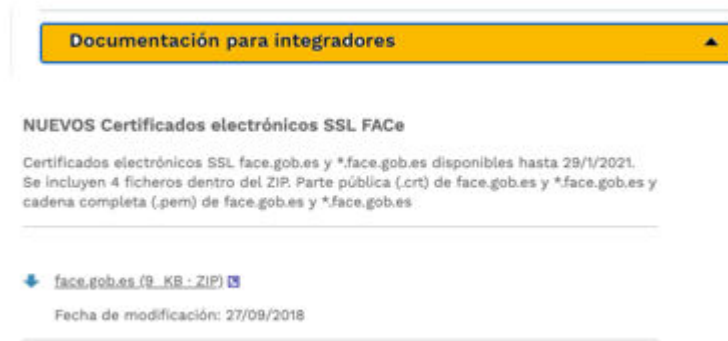 Documentación para integradores
NUEVOS Certificados electrónicos SSL FACe
Certificados electrónicos SSL face.gob.es y *.face.gob.es disponibles hasta 29/1/2021.
Se incluyen 4 ficheros dentro del ZIP. Parte pública (.crt) de face.gob.es y *.face.gob.es y
cadena completa (.pem) de face.gob.es y *.face.gob.es
face.gob.es (9 KB - ZIP)
Fecha de modificación: 27/09/2018